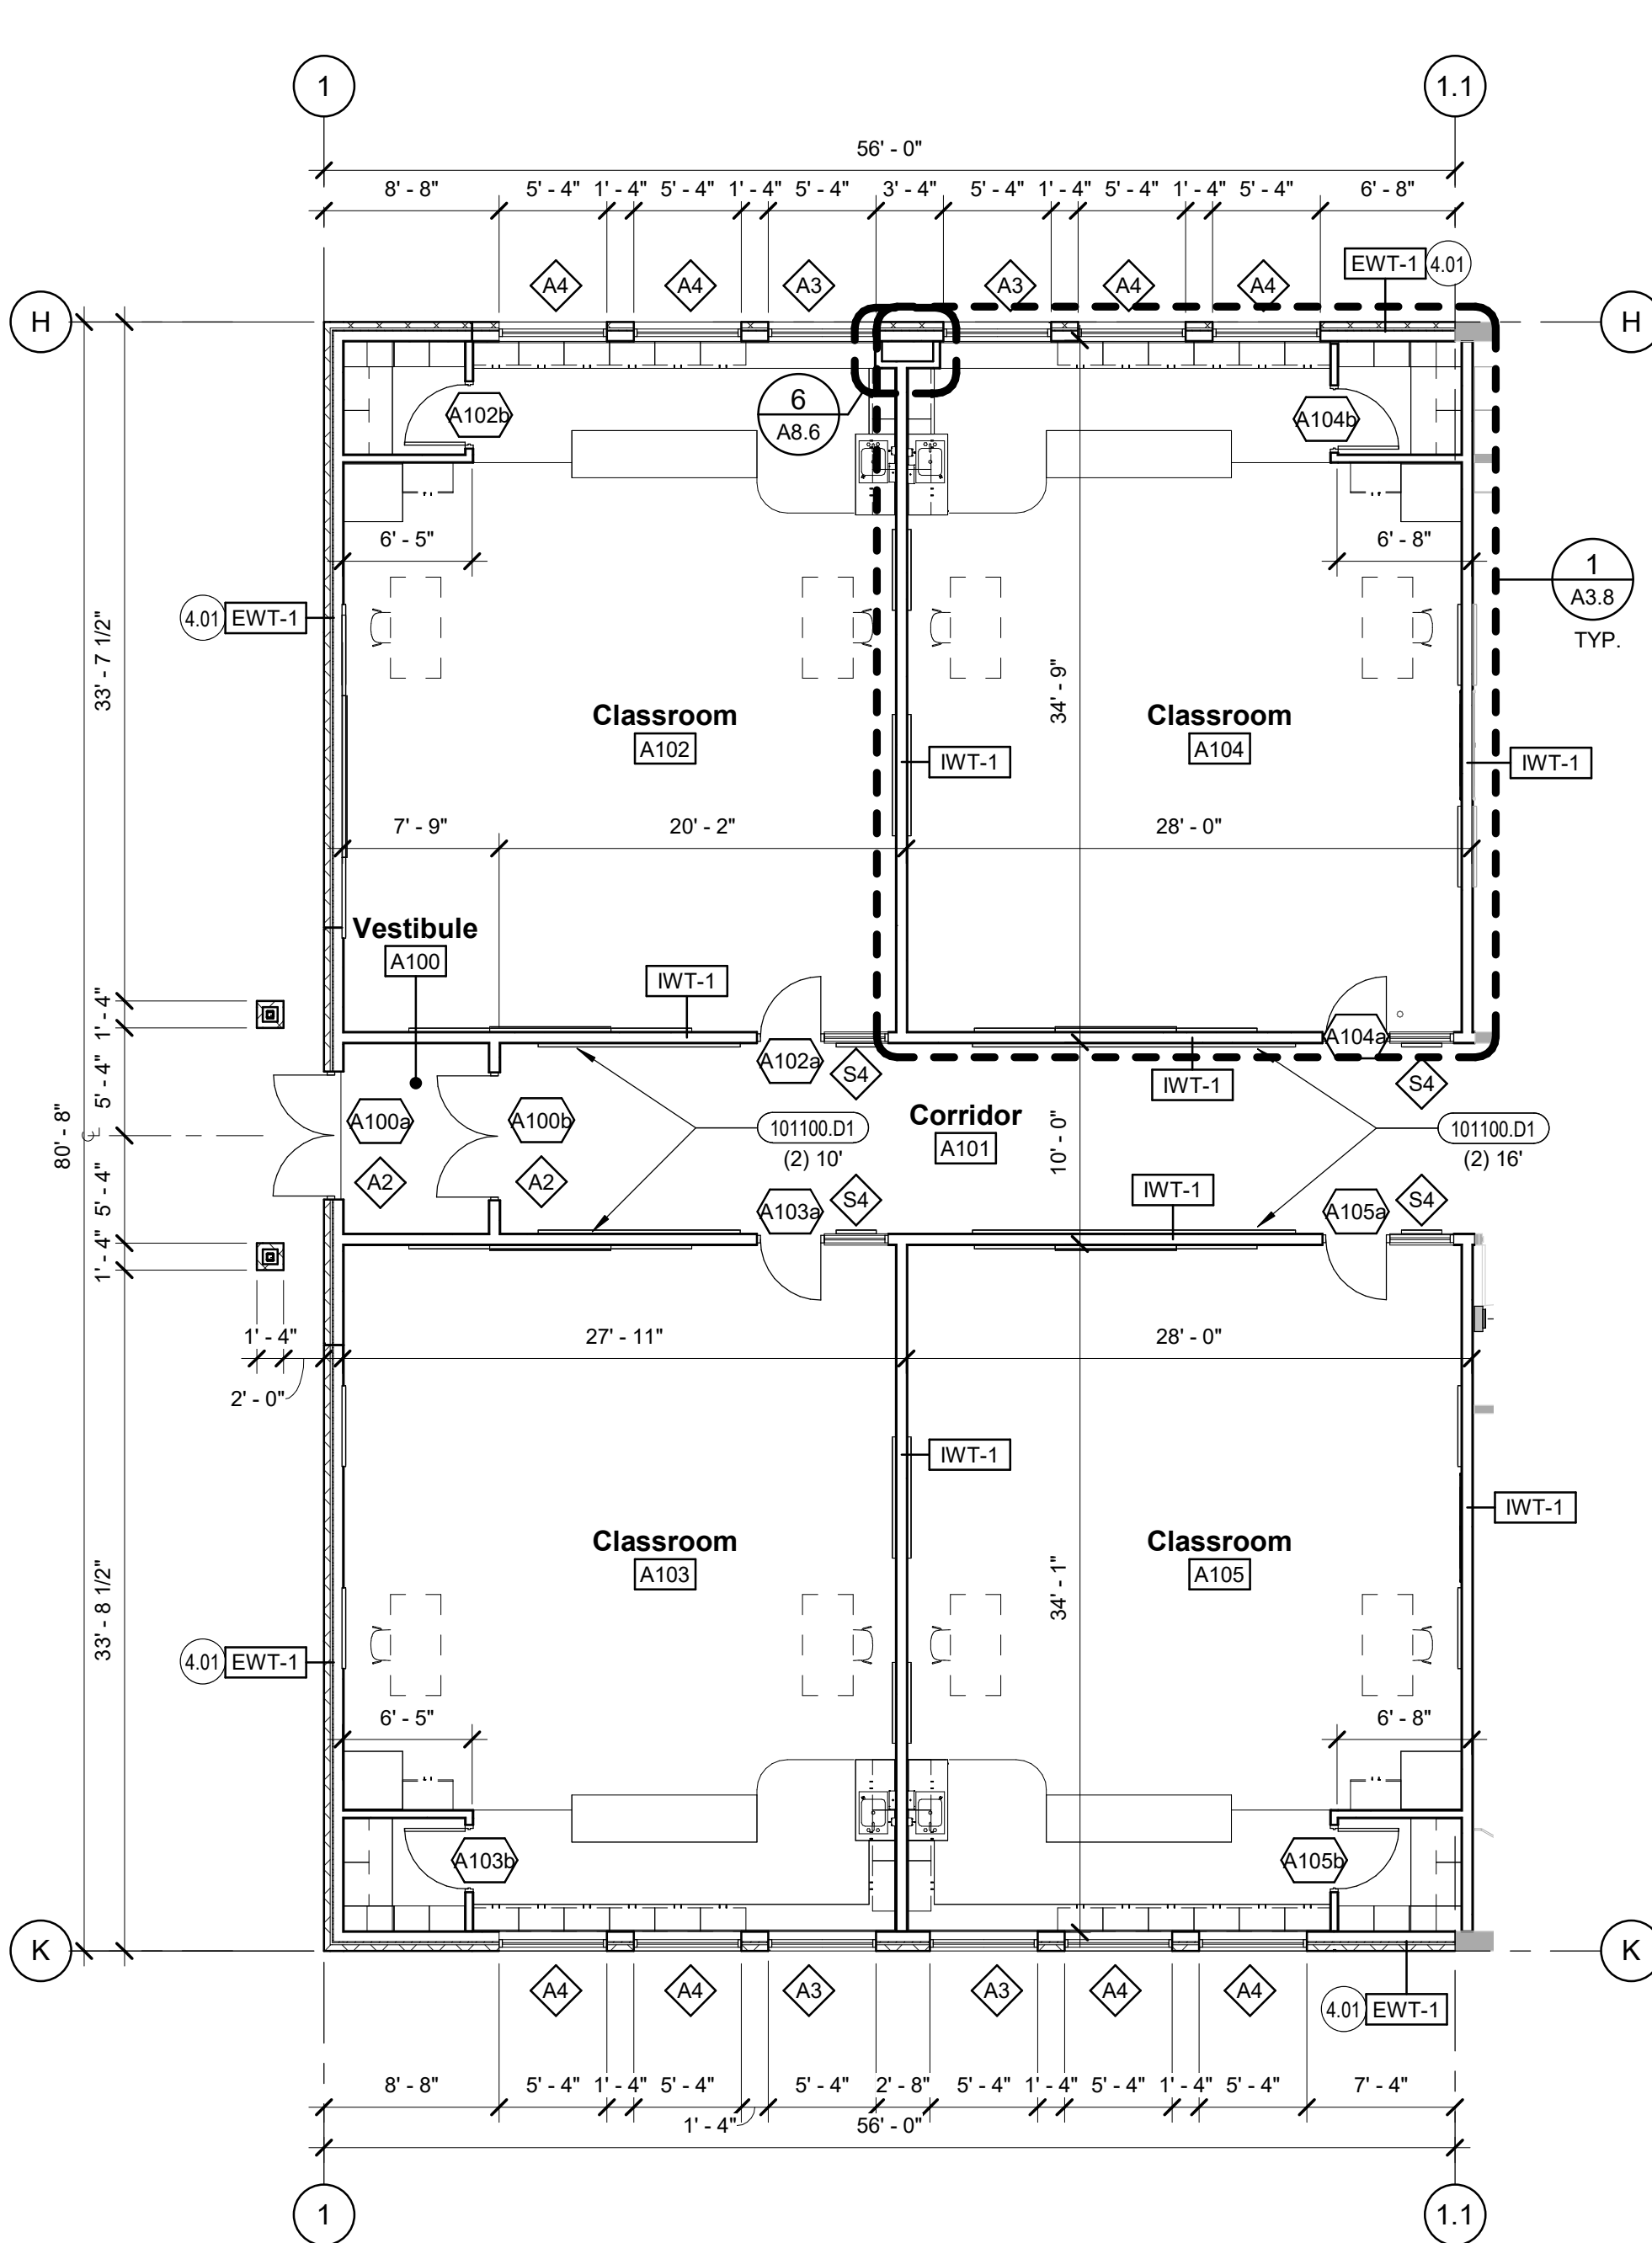 1
1.1
56' - 0"
8' - 8"
5' - 4"
1' - 4"
5' - 4"
1' - 4"
5' - 4"
3' - 4"
5' - 4"
1' - 4"
5' - 4"
1' - 4"
5' - 4"
6' - 8"
EWT-1
4.01
A4
A4
A3
A3
A4
A4
H
H
A102b
6
A8.6
A104b
6' - 5"
6' - 8"
1
A3.8
TYP.
4.01
EWT-1
33' - 7 1/2"
34' - 9"
Classroom
A102
Classroom
A104
IWT-1
IWT-1
7' - 9"
20' - 2"
28' - 0"
Vestibule
A100
IWT-1
1' - 4"
A102a
S4
A104a
S4
IWT-1
5' - 4"
80' - 8"
A100a
A100b
101100.D1
(2) 10'
Corridor
A101
10' - 0"
101100.D1
(2) 16'
A2
A2
5' - 4"
A103a
S4
IWT-1
A105a
S4
1' - 4"
1' - 4"
27' - 11"
28' - 0"
2' - 0"
IWT-1
IWT-1
Classroom
A103
Classroom
A105
33' - 8 1/2"
34' - 1"
4.01
EWT-1
6' - 5"
6' - 8"
A103b
A105b
K
K
A4
A4
A3
A3
A4
A4
4.01
EWT-1
8' - 8"
5' - 4"
1' - 4"
5' - 4"
1' - 4"
5' - 4"
2' - 8"
5' - 4"
1' - 4"
5' - 4"
1' - 4"
5' - 4"
7' - 4"
56' - 0"
1
1.1